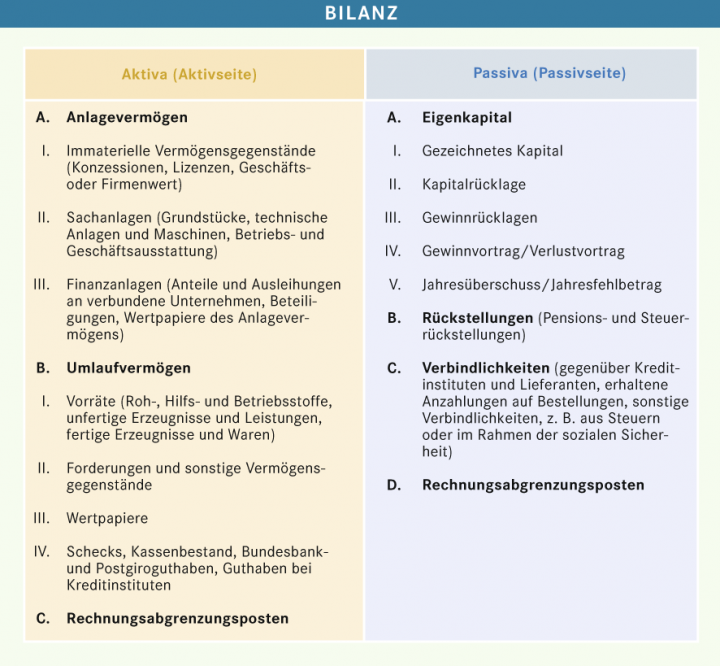 BILANZ
Aktiva (Aktivseite)
A. Anlagevermögen
I. Immaterielle Vermögensgegenstände
(Konzessionen, Lizenzen, Geschäfts-
oder Firmenwert)
II. Sachanlagen (Grundstücke, technische
Anlagen und Maschinen, Betriebs- und
Geschäftsausstattung)
III. Finanzanlagen (Anteile und Ausleihungen
an verbundene Unternehmen, Beteili-
gungen, Wertpapiere des Anlagever-
mögens)
B. Umlaufvermögen
I. Vorräte (Roh-, Hilfs- und Betriebsstoffe,
unfertige Erzeugnisse und Leistungen,
fertige Erzeugnisse und Waren)
II. Forderungen und sonstige Vermögens-
gegenstände
III. Wertpapiere
IV. Schecks, Kassenbestand, Bundesbank-
und Postgiroguthaben, Guthaben bei
Kreditinstituten
C. Rechnungsabgrenzungsposten
Passiva (Passivseite)
A. Eigenkapital
I. Gezeichnetes Kapital
II. Kapitalrücklage
III. Gewinnrücklagen
IV. Gewinnvortrag/Verlustvortrag
V. Jahresüberschuss/Jahresfehlbetrag
B. Rückstellungen (Pensions- und Steuer-
rückstellungen)
C. Verbindlichkeiten (gegenüber Kredit-
instituten und Lieferanten, erhaltene
Anzahlungen auf Bestellungen, sonstige
Verbindlichkeiten, z. B. aus Steuern
oder im Rahmen der sozialen Sicher-
heit)
D. Rechnungsabgrenzungsposten